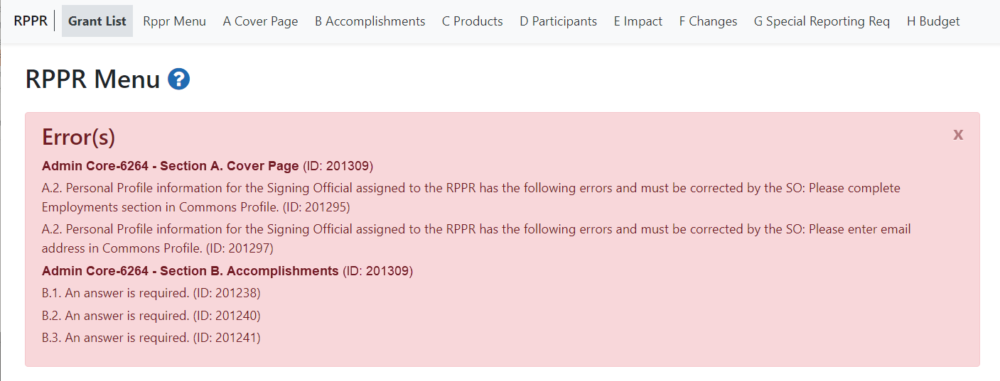 RPPR Grant List Rppr Menu A Cover Page B Accomplishments C Products D Participants E Impact F Changes G Special Reporting Req H Budget
RPPR Menu ?
Error(s) x
Admin Core-6264 - Section A. Cover Page (ID: 201309)
A.2. Personal Profile information for the Signing Official assigned to the RPPR has the following errors and must be corrected by the SO: Please complete
Employments section in Commons Profile. (ID: 201295)
A.2. Personal Profile information for the Signing Official assigned to the RPPR has the following errors and must be corrected by the SO: Please enter email
address in Commons Profile. (ID: 201297)
Admin Core-6264 - Section B. Accomplishments (ID: 201309)
B.1. An answer is required. (ID: 201238)
B.2. An answer is required. (ID: 201240)
B.3. An answer is required. (ID: 201241)